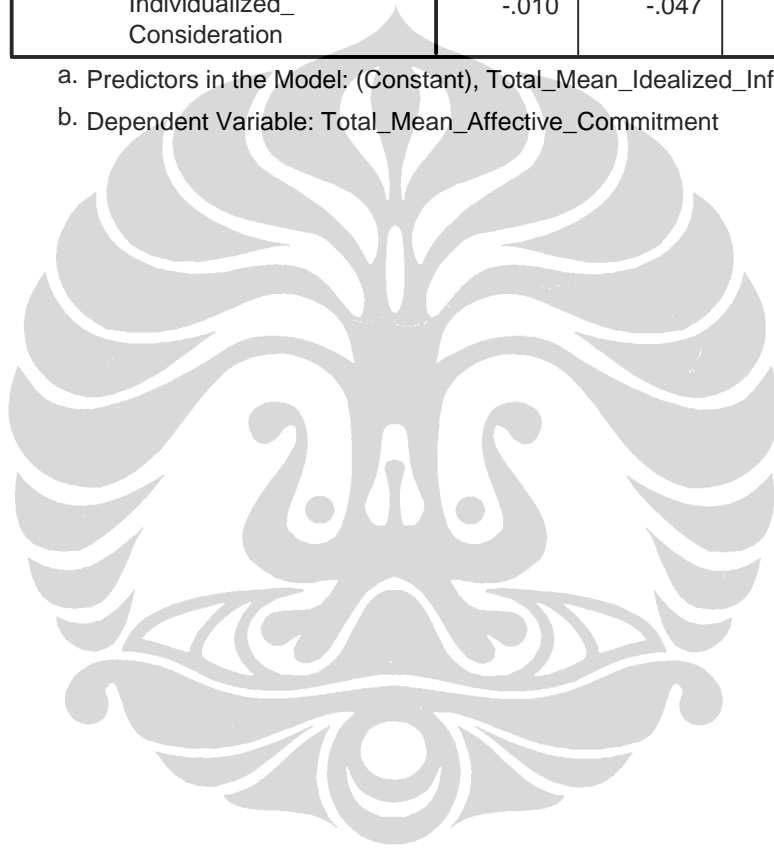 Individualized_ -.010 -.047
Consideration
a. Predictors in the Model: (Constant), Total_Mean_Idealized_Inf
b. Dependent Variable: Total_Mean_Affective_Commitment